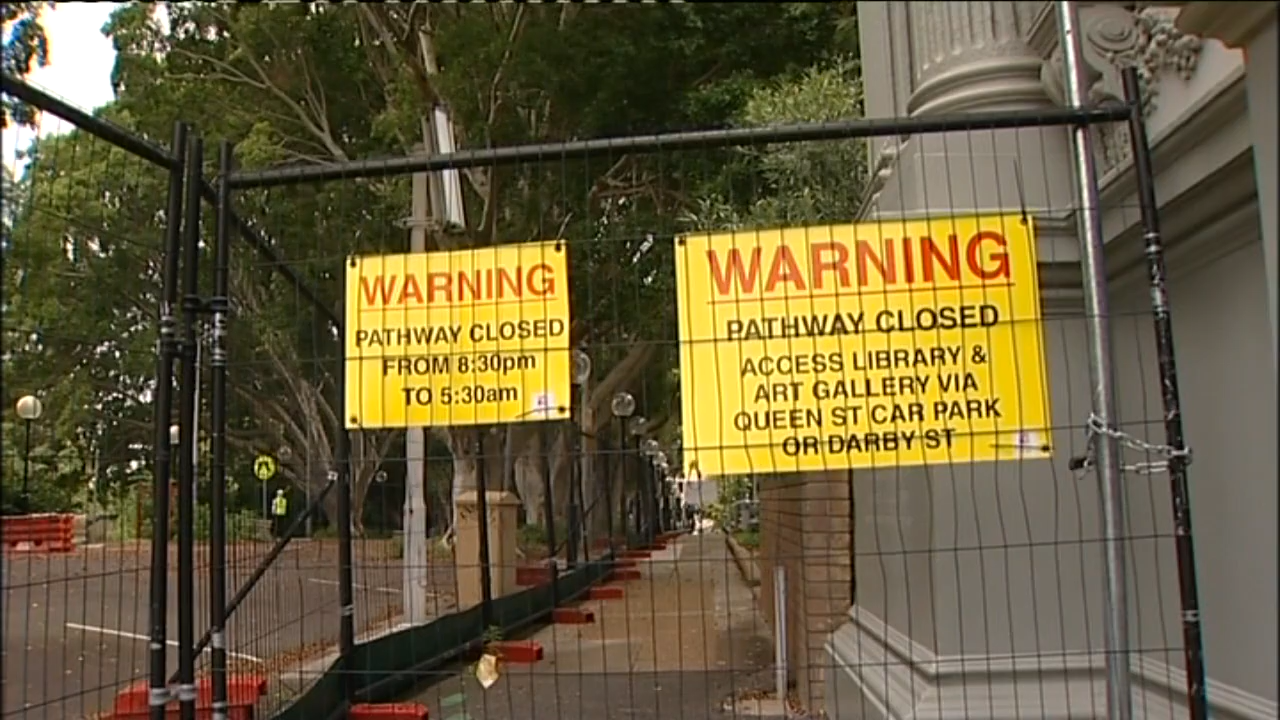 WARNING
PATHWAY CLOSED
FROM 8:30pm
TO 5:30am
WARNING
PATHWAY CLOSED
ACCESS LIBRARY &
ART GALLERY VIA
QUEEN ST CAR PARK
OR DARBY ST